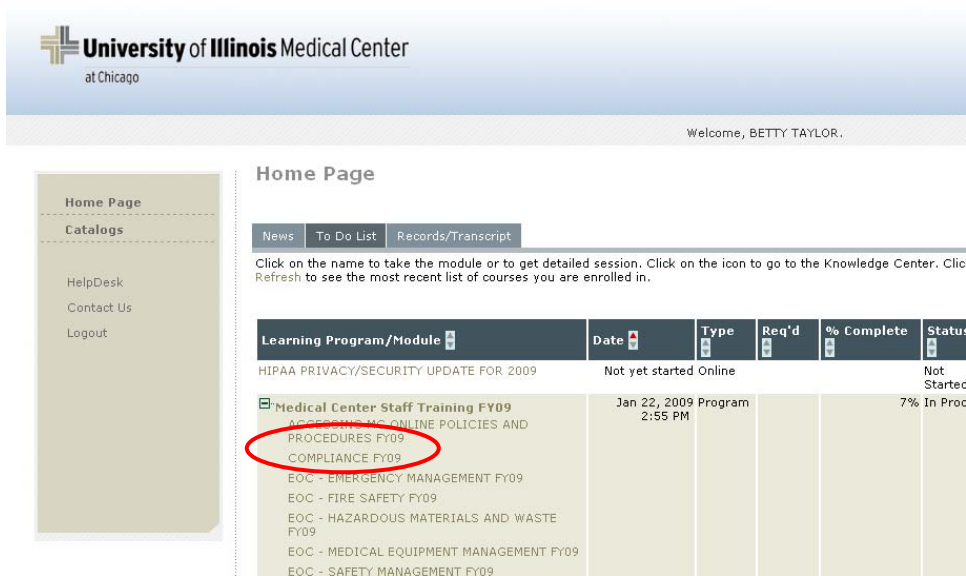 University of Illinois Medical Center
at Chicago
Welcome, BETTY TAYLOR.
Home Page
Catalogs
HelpDesk
Contact Us
Logout
Home Page
News To Do List Records/Transcript
Click on the name to take the module or to get detailed session. Click on the icon to go to the Knowledge Center. Clic
Refresh to see the most recent list of courses you are enrolled in.
Learning Program/Module Date Type Req'd % Complete Status
HIPAA PRIVACY/SECURITY UPDATE FOR 2009 Not yet started Online Not
Started
Medical Center Staff Training FY09 Jan 22, 2009 Program 7% In Proc
2:55 PM
ACCESSING MC ONLINE POLICIES AND
PROCEDURES FY09
COMPLIANCE FY09
EOC - EMERGENCY MANAGEMENT FY09
EOC - FIRE SAFETY FY09
EOC - HAZARDOUS MATERIALS AND WASTE
FY09
EOC - MEDICAL EQUIPMENT MANAGEMENT FY09
EOC - SAFETY MANAGEMENT FY09